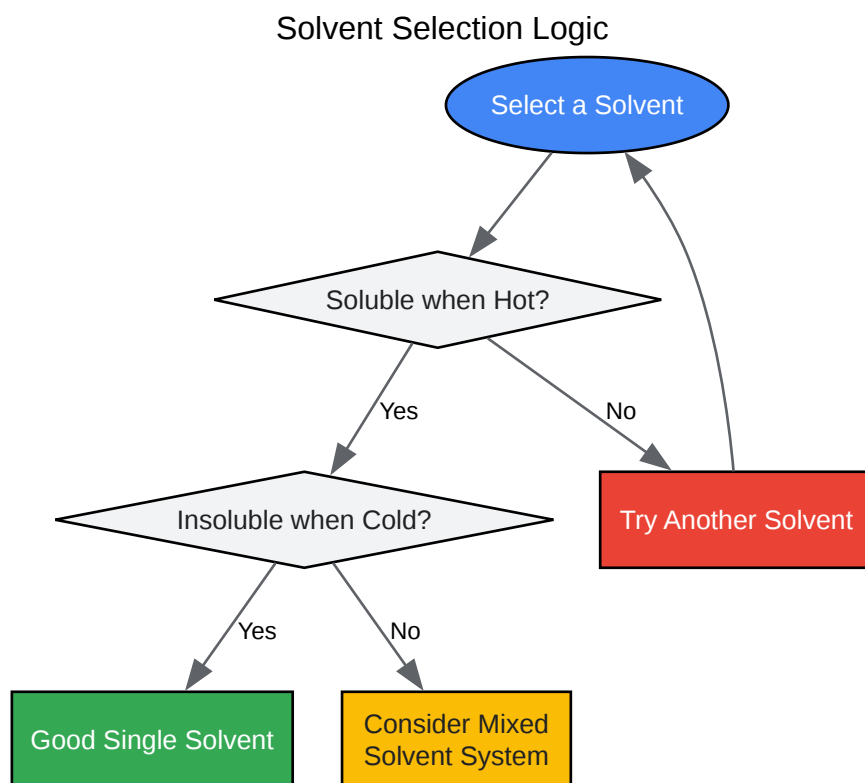 Solvent Selection Logic
Select a Solvent
Soluble when Hot?
Yes
No
Insoluble when Cold?
Try Another Solvent
Yes
No
Good Single Solvent
Consider Mixed
Solvent System